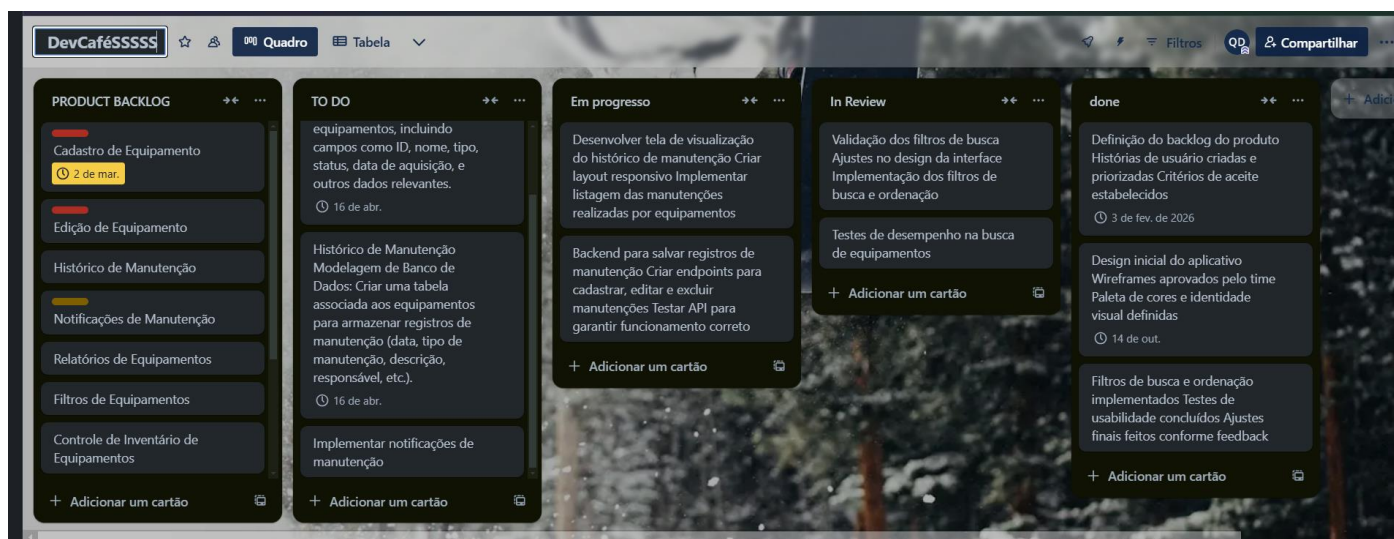 DevCaféSSSSS
Quadro
Tabela
Filtros
QD
Compartilhar
PRODUCT BACKLOG
Cadastro de Equipamento
2 de mar.
Edição de Equipamento
Histórico de Manutenção
Notificações de Manutenção
Relatórios de Equipamentos
Filtros de Equipamentos
Controle de Inventário de
Equipamentos
+ Adicionar um cartão
TO DO
equipamentos, incluindo
campos como ID, nome, tipo,
status, data de aquisição, e
outros dados relevantes.
16 de abr.
Histórico de Manutenção
Modelagem de Banco de
Dados: Criar uma tabela
associada aos equipamentos
para armazenar registros de
manutenção (data, tipo de
manutenção, descrição,
responsável, etc.).
16 de abr.
Implementar notificações de
manutenção
+ Adicionar um cartão
Em progresso
Desenvolver tela de visualização
do histórico de manutenção Criar
layout responsivo Implementar
listagem das manutenções
realizadas por equipamentos
Backend para salvar registros de
manutenção Criar endpoints para
cadastrar, editar e excluir
manutenções Testar API para
garantir funcionamento correto
+ Adicionar um cartão
In Review
Validação dos filtros de busca
Ajustes no design da interface
Implementação dos filtros de
busca e ordenação
Testes de desempenho na busca
de equipamentos
+ Adicionar um cartão
done
Definição do backlog do produto
Histórias de usuário criadas e
priorizadas Critérios de aceite
estabelecidos
3 de fev. de 2026
Design inicial do aplicativo
Wireframes aprovados pelo time
Paleta de cores e identidade
visual definidas
14 de out.
Filtros de busca e ordenação
implementados Testes de
usabilidade concluídos Ajustes
finais feitos conforme feedback
+ Adicionar um cartão
+ Adici